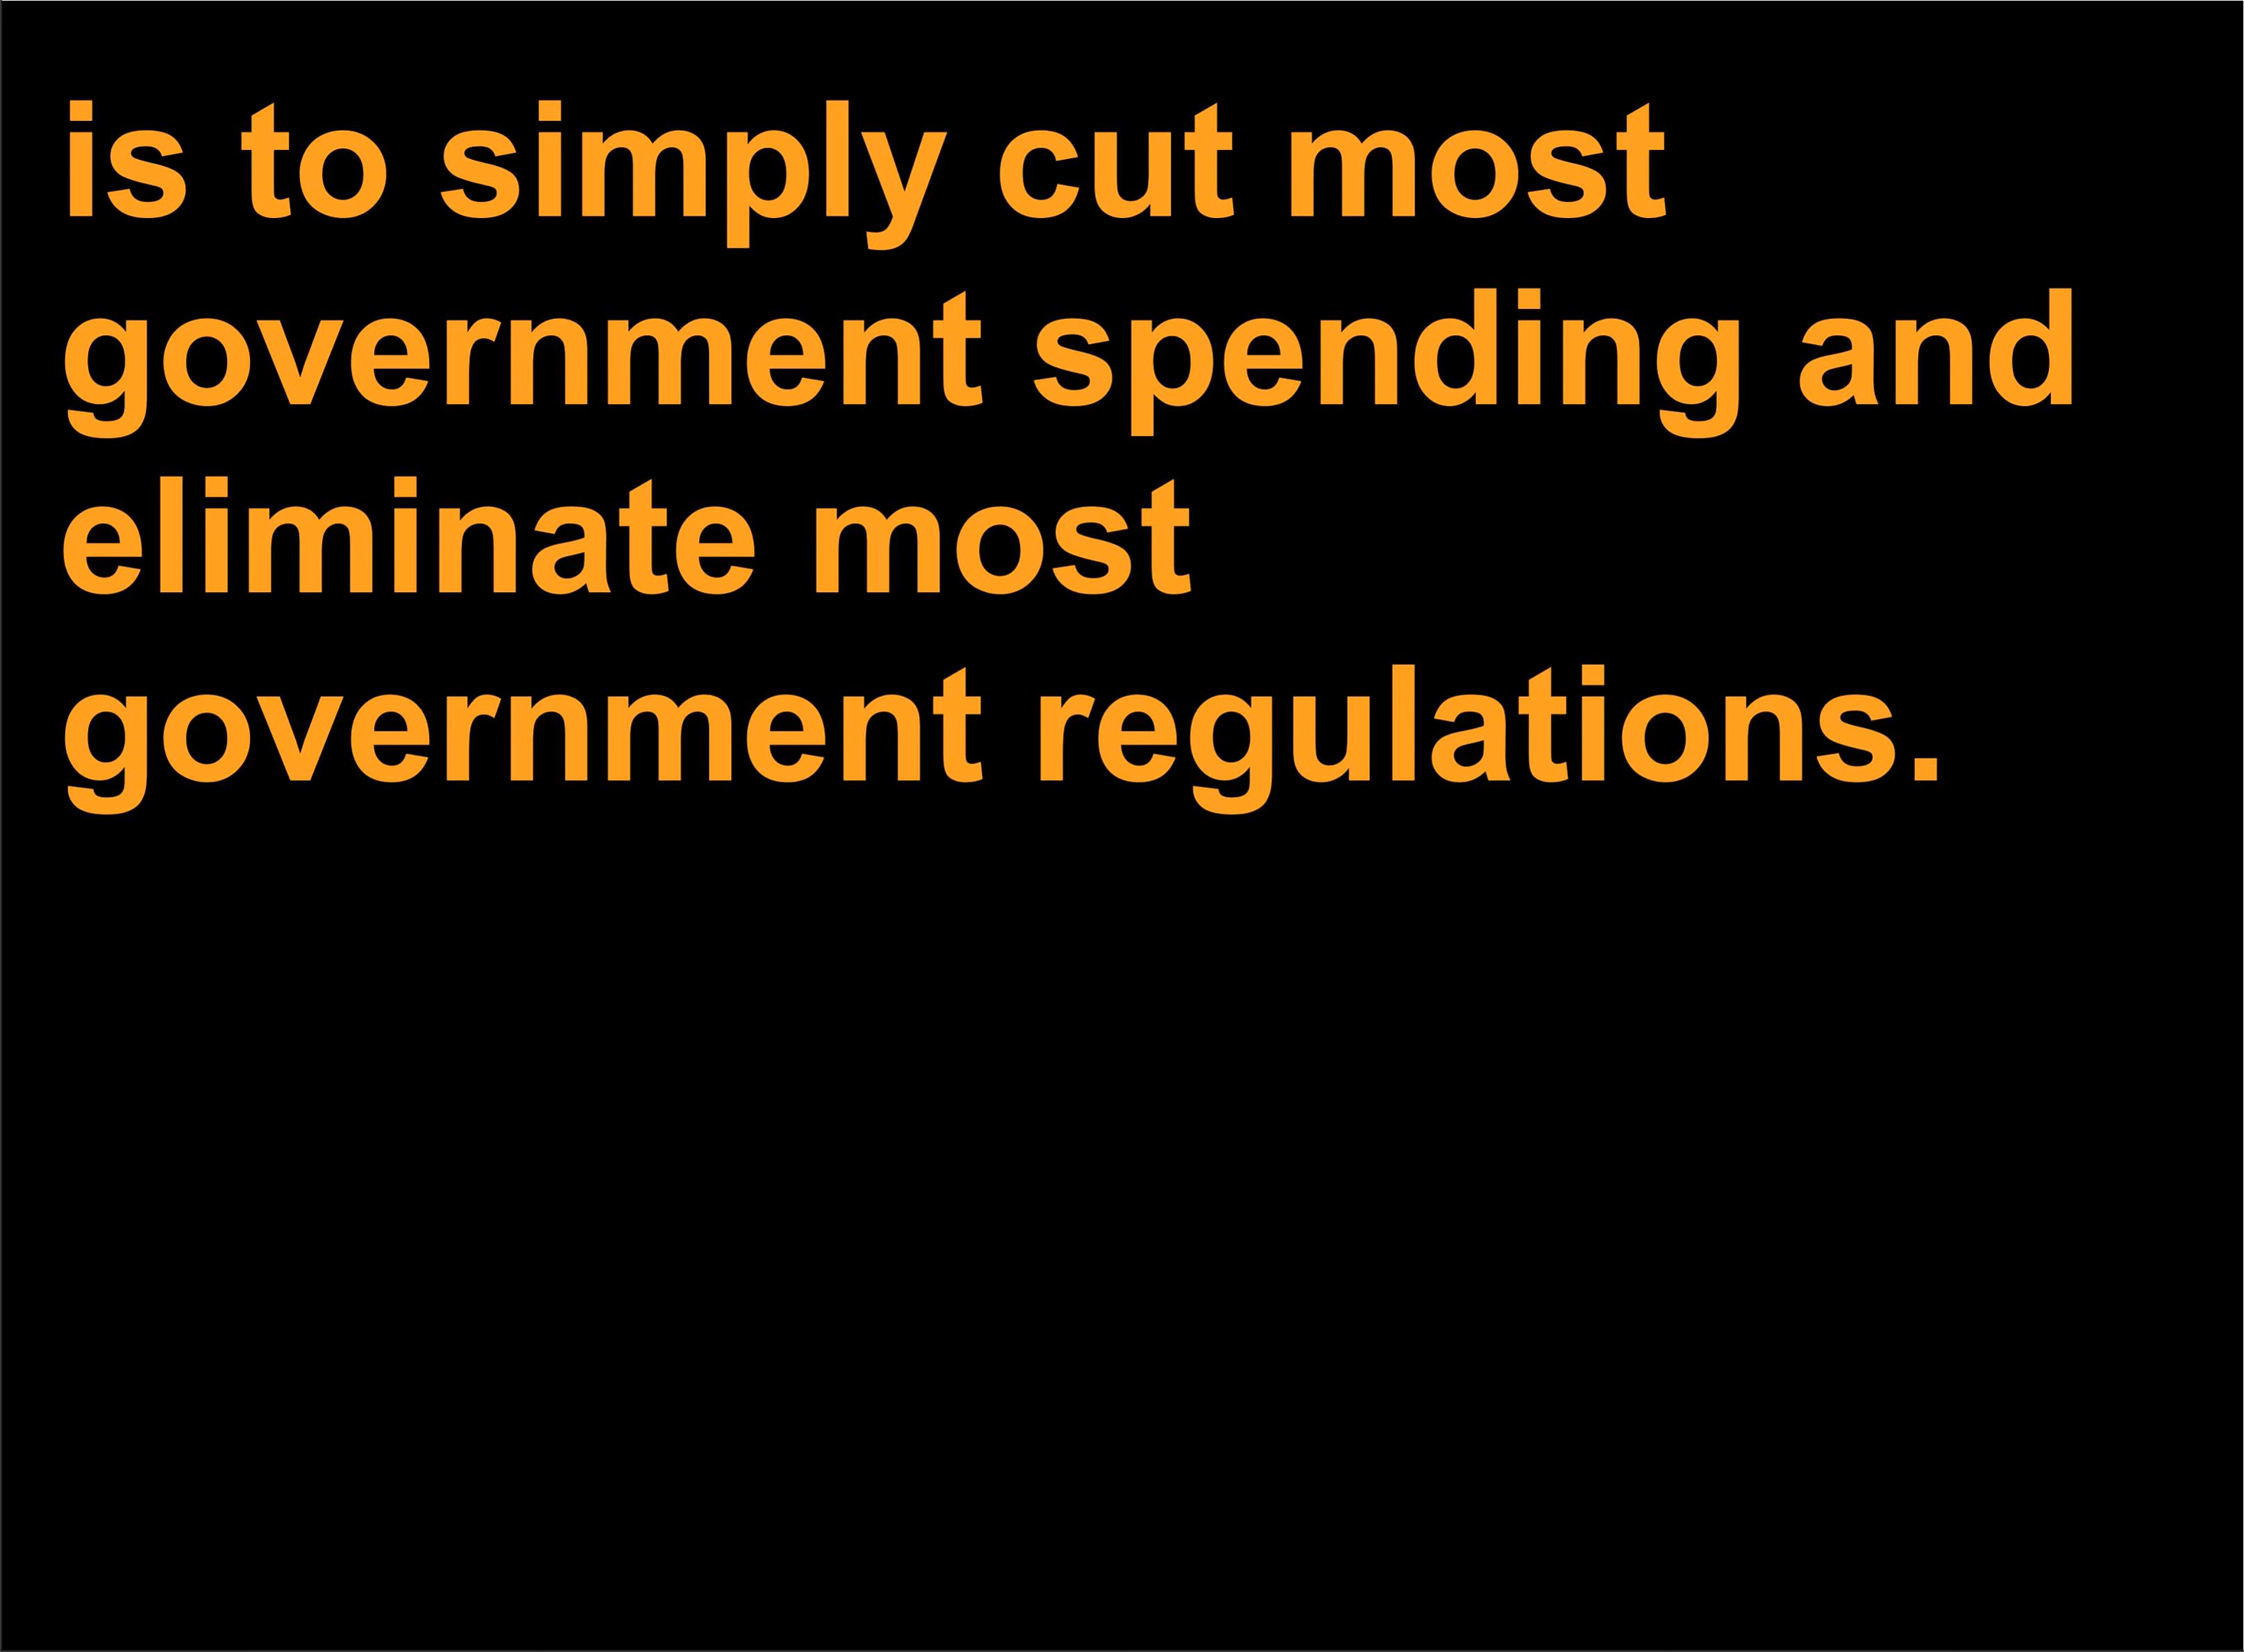 is to simply cut most
government spending and
eliminate most
government regulations.